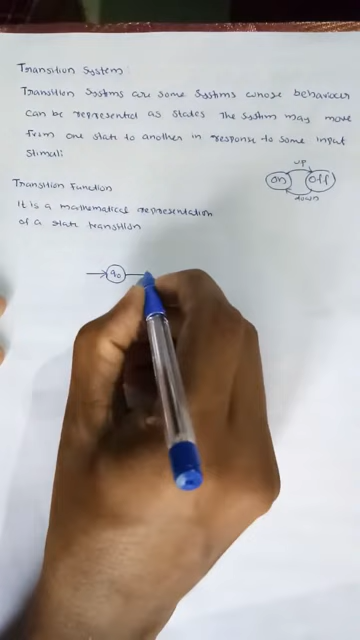 Transition System:
Transition Systms are some systms whose behaviour
can be represented as states The system may move
from one state to another in response to some input
Stimuli
up
on
off
down
Transition Function
It is a mathematical representation
of a state transition
q0